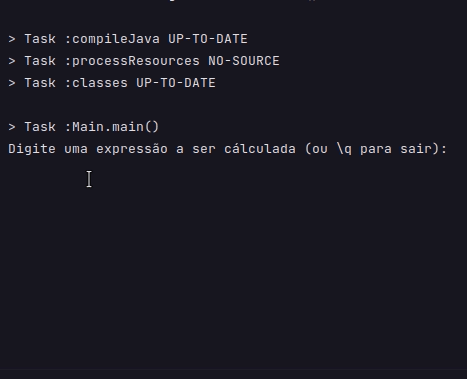 > Task :compileJava UP-TO-DATE
> Task :processResources NO-SOURCE
> Task :classes UP-TO-DATE
> Task :Main.main()
Digite uma expressão a ser cálculada (ou \q para sair):